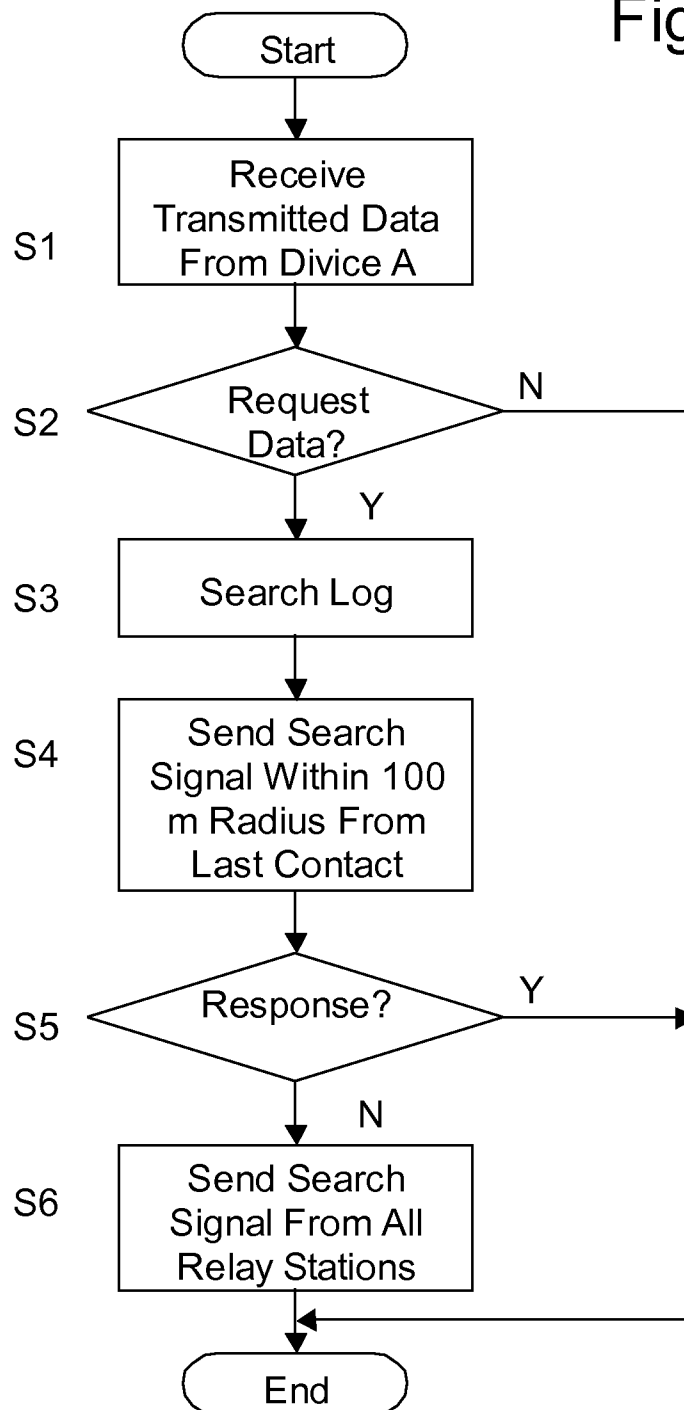 Fig
Start
Receive
Transmitted Data
From Divice A
S1
Request
Data?
S2
N
Y
Search Log
S3
Send Search
Signal Within 100
m Radius From
Last Contact
S4
Response?
S5
Y
N
Send Search
Signal From All
Relay Stations
S6
End